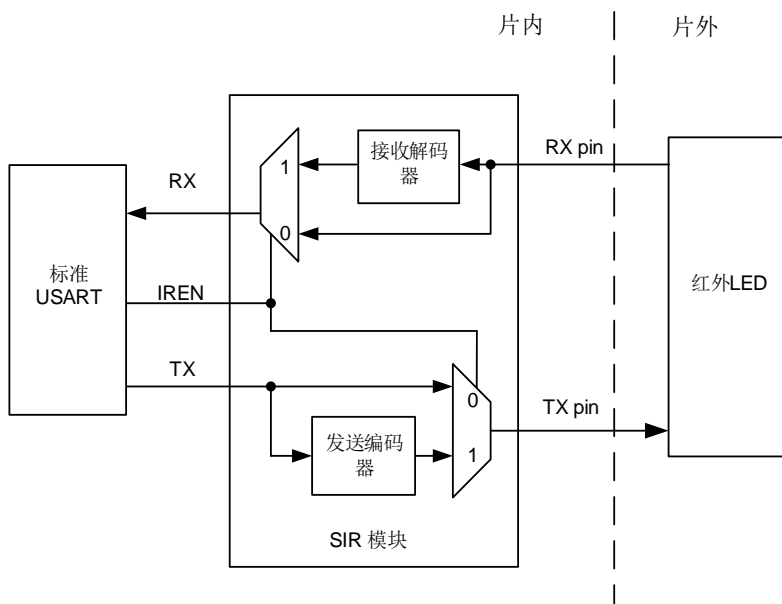 片内
片外
接收解码
器
RX pin
1
RX
0
标准
USART
IREN
红外LED
TX
0
TX pin
发送编码
器
1
SIR 模块